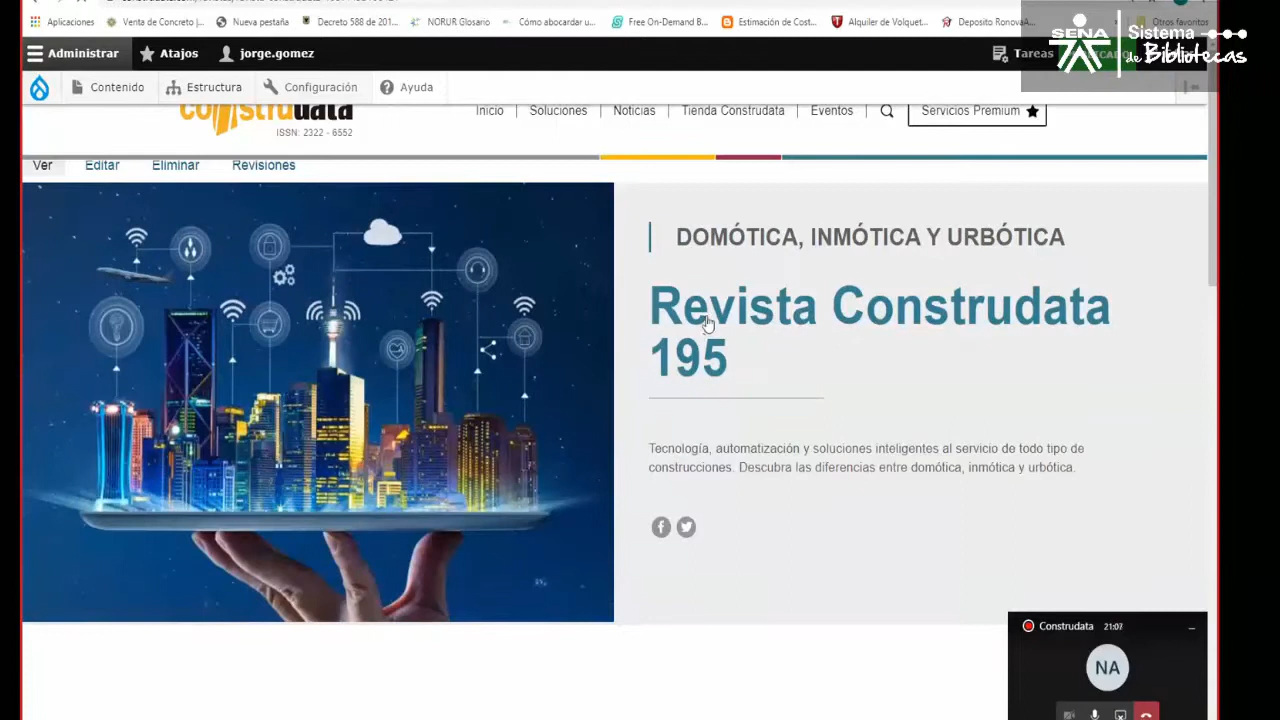 Aplicaciones Venta de Concreto |... Nueva pestaña Decreto 588 de 201... NORUR Glosario Cómo abocardar u... Free On-Demand B... Estimación de Cost... Alquiler de Volquet... Deposito RonovaA... Otros favoritos
SENA Sistema de Bibliotecas
Administrar Atajos jorge.gomez Tareas
Contenido Estructura Configuración Ayuda
construdata
ISSN: 2322 - 6552
Inicio Soluciones Noticias Tienda Construdata Eventos Servicios Premium
Ver Editar Eliminar Revisiones
DOMÓTICA, INMÓTICA Y URBÓTICA
Revista Construdata
195
Tecnología, automatización y soluciones inteligentes al servicio de todo tipo de
construcciones. Descubra las diferencias entre domótica, inmótica y urbótica.
Construdata 21:07
NA